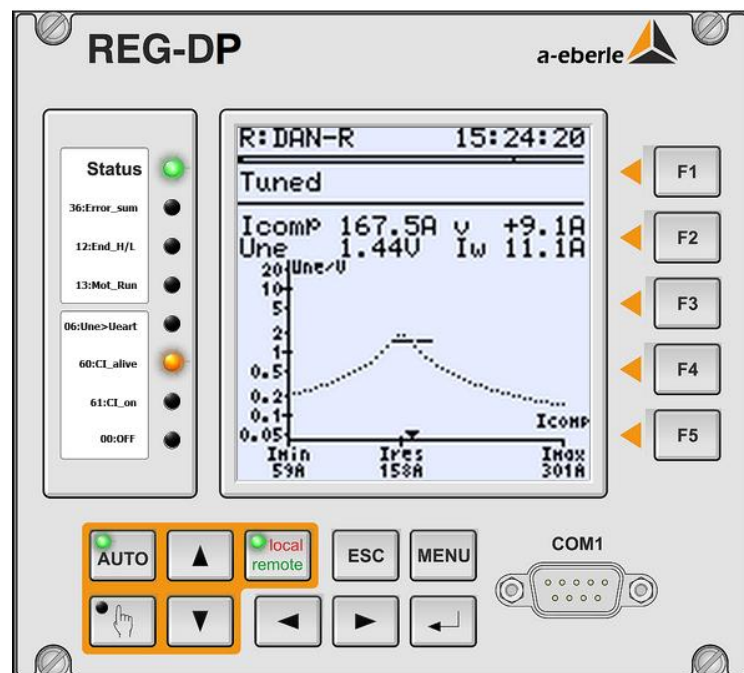 REG-DP
a-eberle
Status
36:Error_sum
12:End_H/L
13:Mot_Run
06:Une>Ueart
60:CI_alive
61:CI_on
00:OFF
R:DAN-R 15:24:20
Tuned
Icomp 167.5A v +9.1A
Une 1.44V Iw 11.1A
Une/V
20
10
5
2
1
0.5
0.2
0.1
0.05
Icomp
Imin Ires Imax
59A 158A 301A
F1
F2
F3
F4
F5
AUTO
local
remote
ESC
MENU
COM1